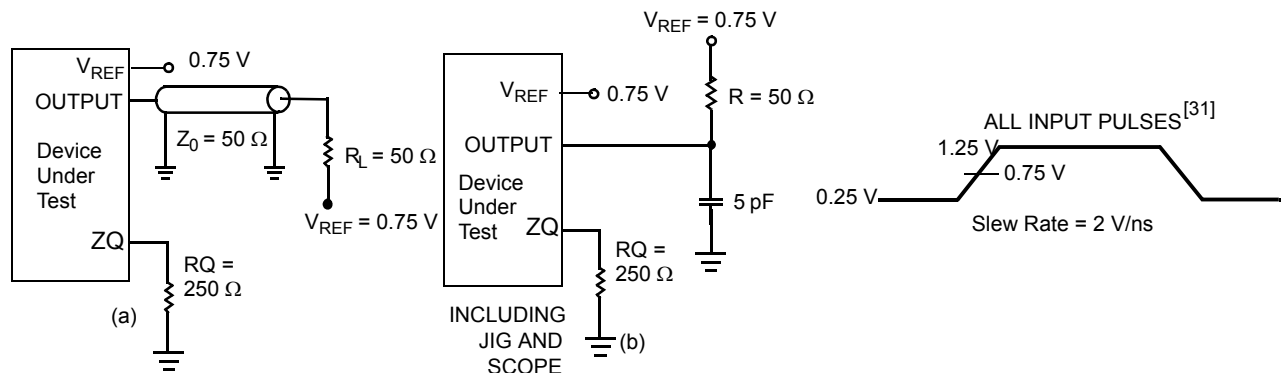 V_REF 0.75 V
OUTPUT
Z₀ = 50 Ω
Device
Under
Test
R_L = 50 Ω
V_REF = 0.75 V
ZQ
RQ =
250 Ω
(a)
V_REF = 0.75 V
R = 50 Ω
V_REF 0.75 V
OUTPUT
Device
Under
Test
5 pF
ZQ
RQ =
250 Ω
INCLUDING
JIG AND
SCOPE
(b)
ALL INPUT PULSES[31]
1.25 V
0.75 V
0.25 V
Slew Rate = 2 V/ns